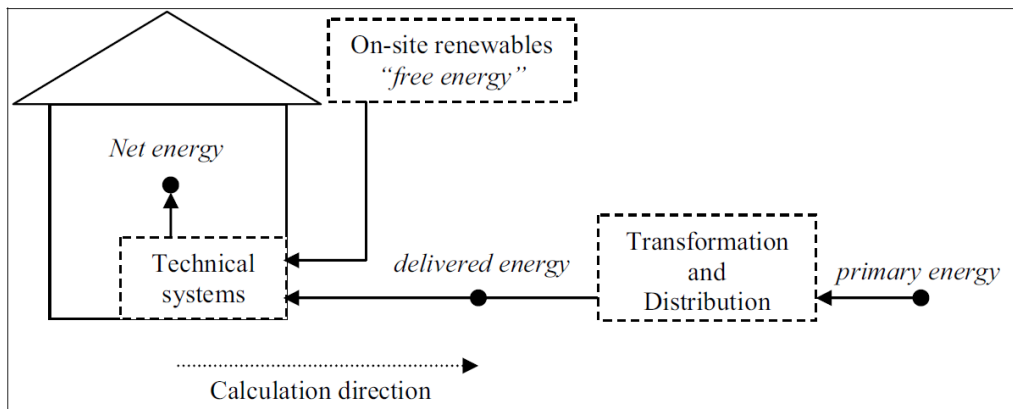 On-site renewables
“free energy”
Net energy
Technical
systems
delivered energy
Transformation
and
Distribution
primary energy
Calculation direction